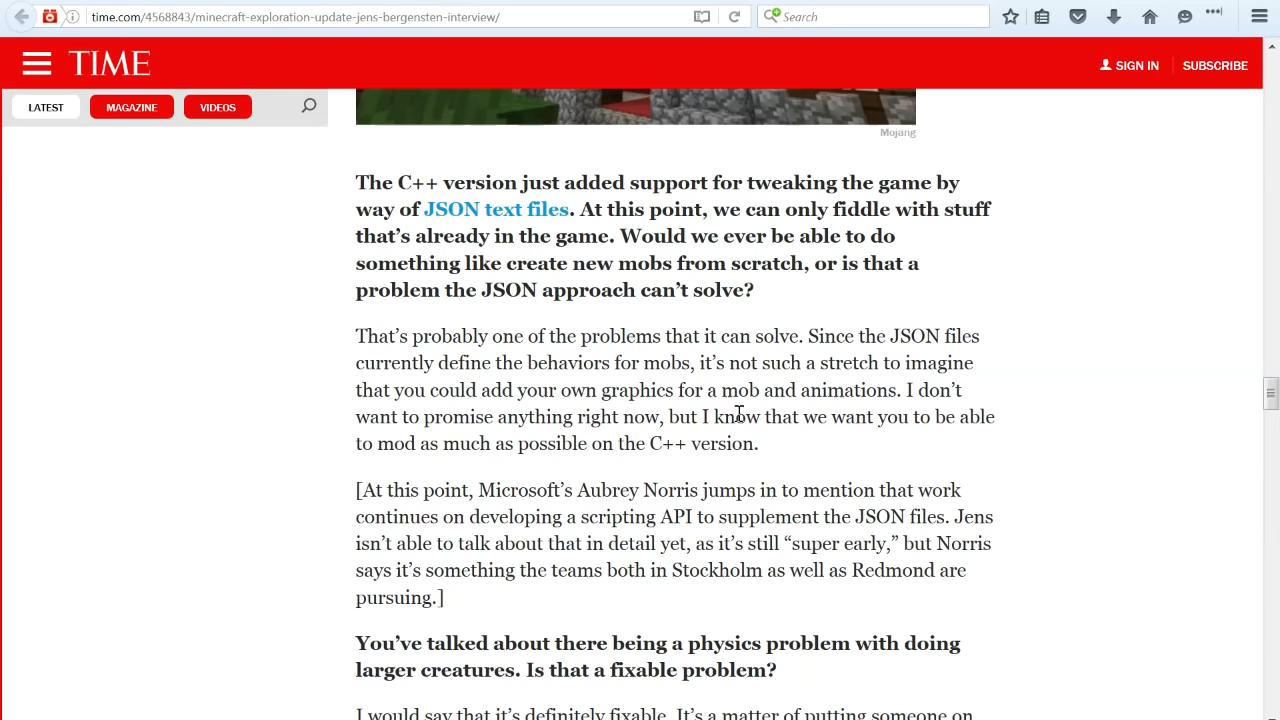 time.com/4568843/minecraft-exploration-update-jens-bergensten-interview/
Search
TIME
SIGN IN
SUBSCRIBE
LATEST
MAGAZINE
VIDEOS
Mojang
The C++ version just added support for tweaking the game by
way of JSON text files. At this point, we can only fiddle with stuff
that’s already in the game. Would we ever be able to do
something like create new mobs from scratch, or is that a
problem the JSON approach can’t solve?
That’s probably one of the problems that it can solve. Since the JSON files
currently define the behaviors for mobs, it’s not such a stretch to imagine
that you could add your own graphics for a mob and animations. I don’t
want to promise anything right now, but I know that we want you to be able
to mod as much as possible on the C++ version.
[At this point, Microsoft’s Aubrey Norris jumps in to mention that work
continues on developing a scripting API to supplement the JSON files. Jens
isn’t able to talk about that in detail yet, as it’s still “super early,” but Norris
says it’s something the teams both in Stockholm as well as Redmond are
pursuing.]
You’ve talked about there being a physics problem with doing
larger creatures. Is that a fixable problem?
I would say that it’s definitely fixable. It’s a matter of putting someone on